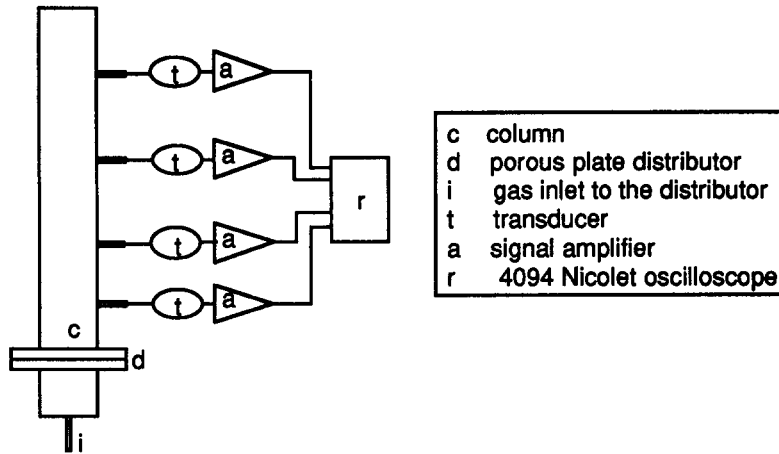 t a
t a
r
t a
t a
c
d
i
c column
d porous plate distributor
i gas inlet to the distributor
t transducer
a signal amplifier
r 4094 Nicolet oscilloscope